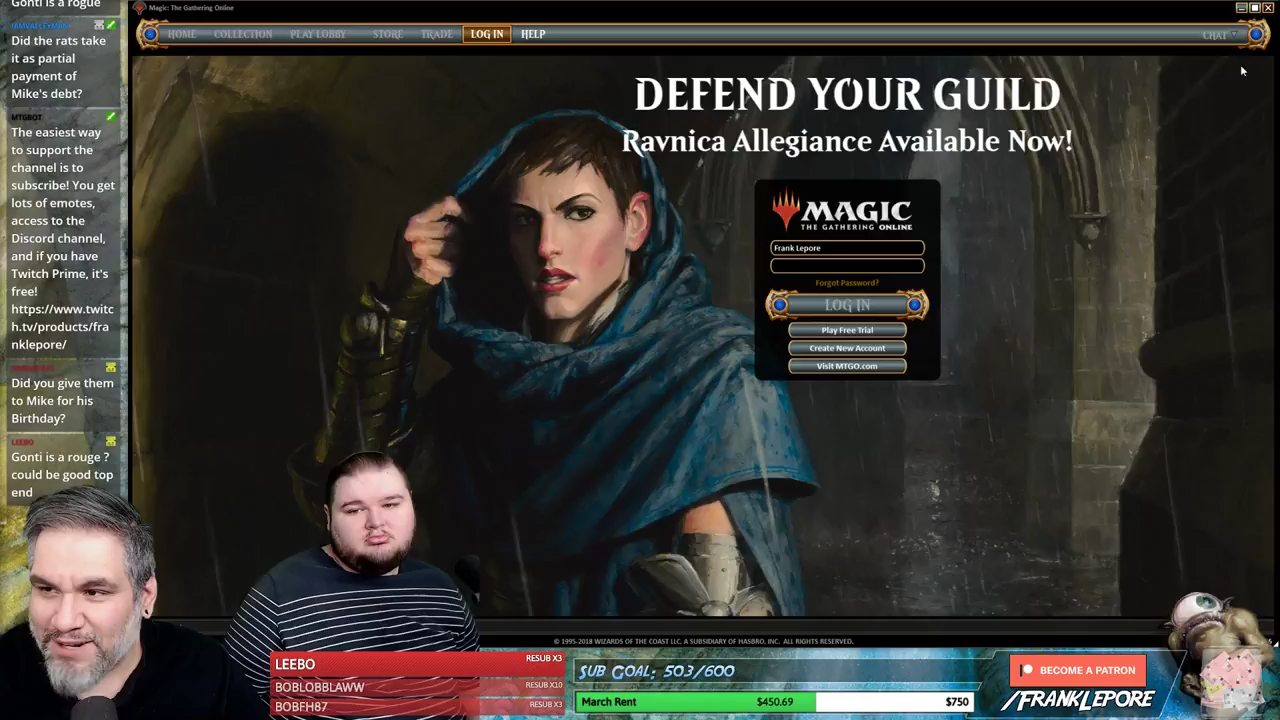 Gonti is a rogue
IAMVALLEYMAN
Did the rats take
it as partial
payment of
Mike's debt?
MTGBOT
The easiest way
to support the
channel is to
subscribe! You get
lots of emotes,
access to the
Discord channel,
and if you have
Twitch Prime, it's
free!
https://www.twitc
h.tv/products/fra
nklepore/
Did you give them
to Mike for his
Birthday?
LEEBO
Gonti is a rouge ?
could be good top
end
Magic: The Gathering Online
HOME COLLECTION PLAY LOBBY STORE TRADE LOG IN HELP CHAT
DEFEND YOUR GUILD
Ravnica Allegiance Available Now!
MAGIC
THE GATHERING ONLINE
Frank Lepore
Forgot Password?
LOG IN
Play Free Trial
Create New Account
Visit MTGO.com
© 1995-2018 WIZARDS OF THE COAST LLC, A SUBSIDIARY OF HASBRO, INC. ALL RIGHTS RESERVED.
LEEBO RESUB X3
BOBLOBBLAWW RESUB X10
BOBFH87 RESUB X3
SUB GOAL: 503/600
March Rent $450.69 $750
BECOME A PATRON
/FRANKLEPORE